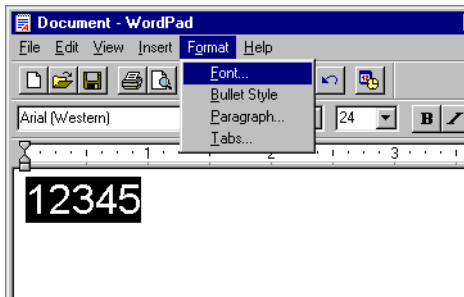 Document - WordPad
File Edit View Insert Format Help
Font...
Bullet Style
Paragraph...
Tabs...
Arial (Western) 24 B I
1 2 3
12345